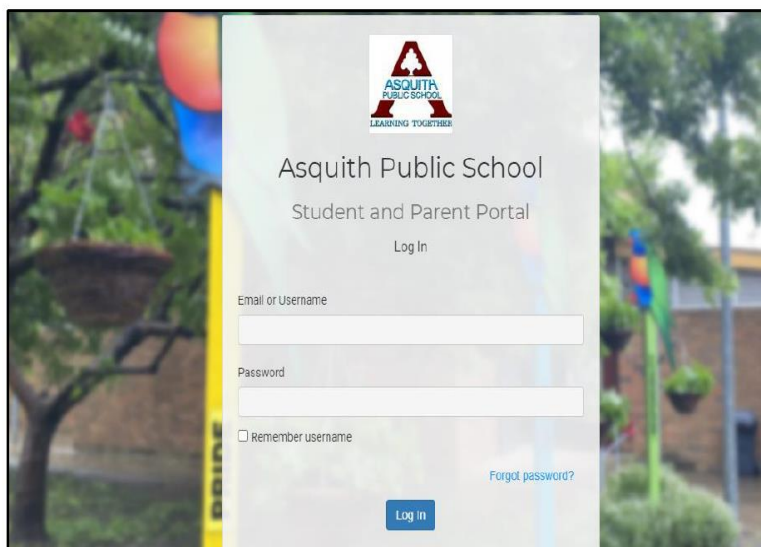 ASQUITH
PUBLIC SCHOOL
LEARNING TOGETHER
Asquith Public School
Student and Parent Portal
Log In
Email or Username
Password
Remember username
Forgot password?
Log In
PRIDE